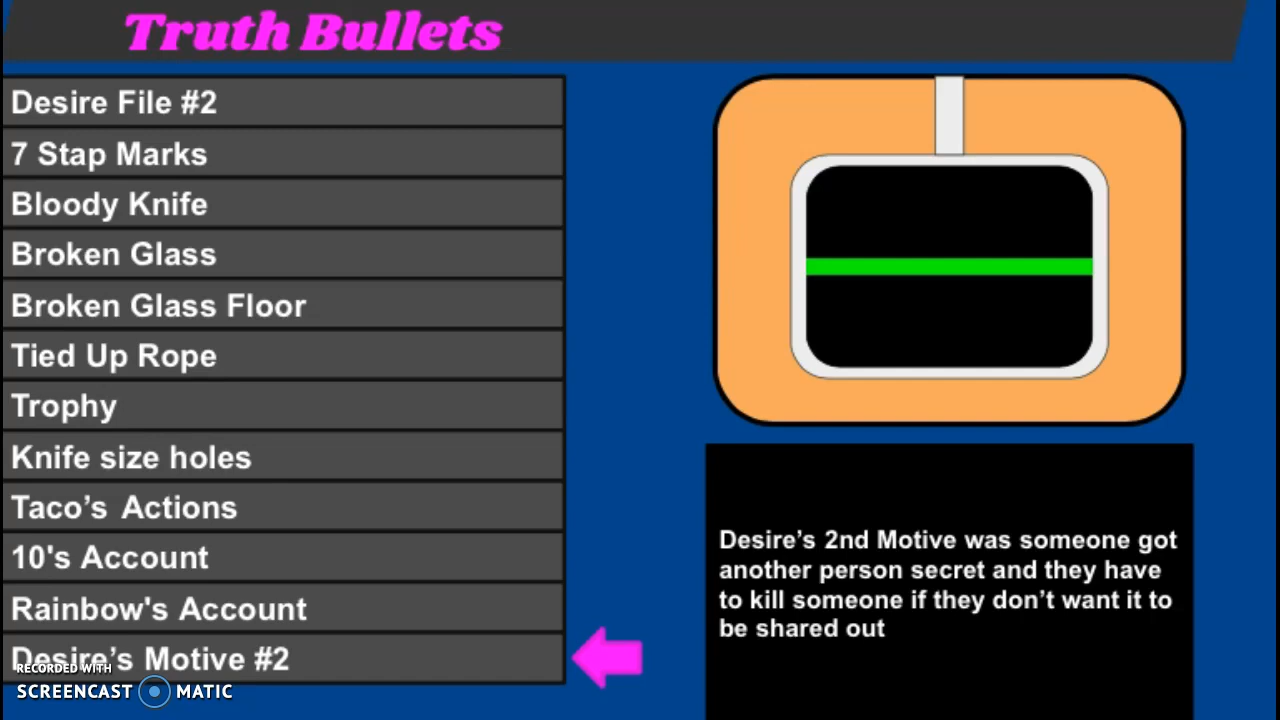 Truth Bullets
Desire File #2
7 Stap Marks
Bloody Knife
Broken Glass
Broken Glass Floor
Tied Up Rope
Trophy
Knife size holes
Taco’s Actions
10's Account
Rainbow's Account
Desire’s Motive #2
Desire’s 2nd Motive was someone got
another person secret and they have
to kill someone if they don’t want it to
be shared out
RECORDED WITH
SCREENCAST MATIC